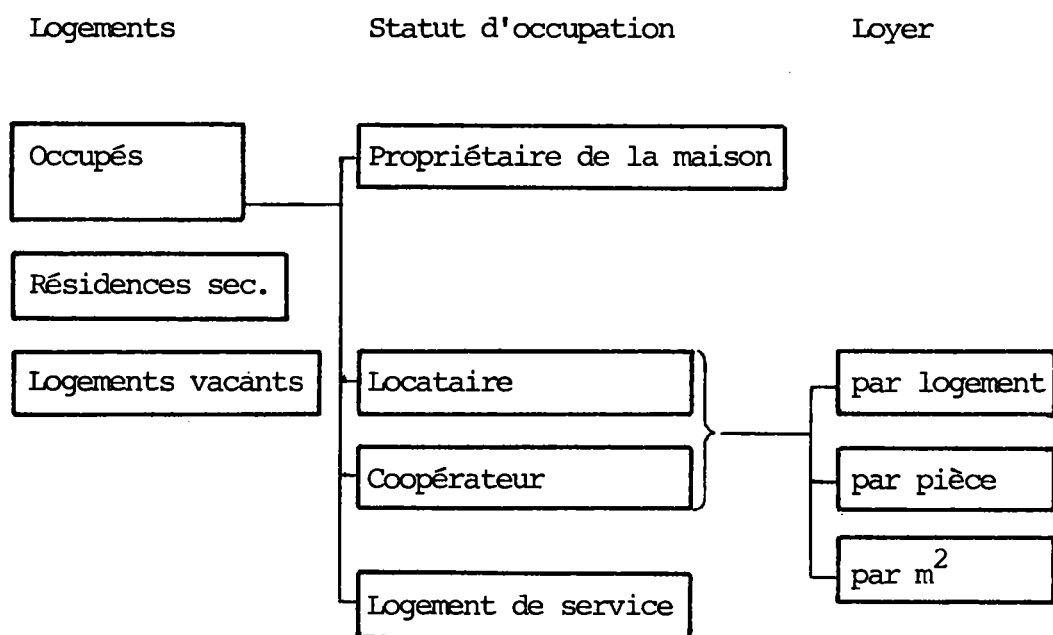 Logements Statut d'occupation Loyer
Occupés
Propriétaire de la maison
Résidences sec.
Logements vacants
Locataire
par logement
Coopérateur
par pièce
par m²
Logement de service